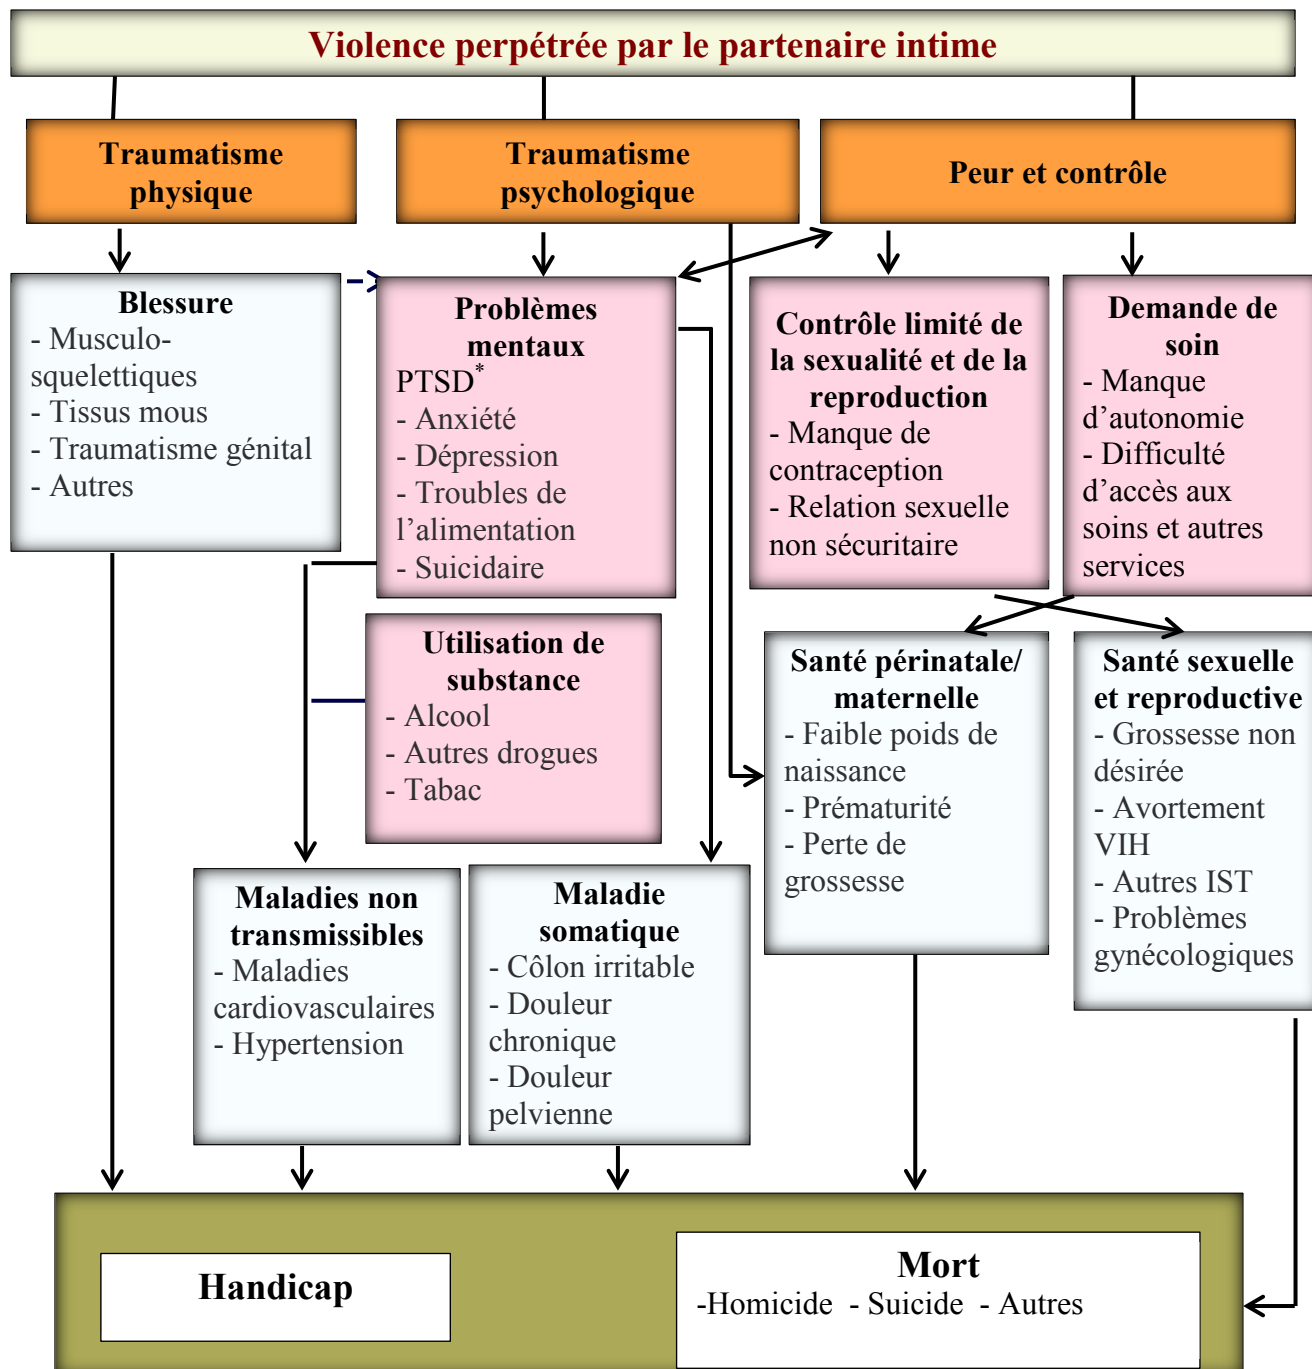 Violence perpétrée par le partenaire intime
Traumatisme
physique
Traumatisme
psychologique
Peur et contrôle
Blessure
- Musculo-
squelettiques
- Tissus mous
- Traumatisme génital
- Autres
Problèmes
mentaux
PTSD*
- Anxiété
- Dépression
- Troubles de
l’alimentation
- Suicidaire
Contrôle limité de
la sexualité et de la
reproduction
- Manque de
contraception
- Relation sexuelle
non sécuritaire
Demande de
soin
- Manque
d’autonomie
- Difficulté
d’accès aux
soins et autres
services
Utilisation de
substance
- Alcool
- Autres drogues
- Tabac
Santé périnatale/
maternelle
- Faible poids de
naissance
- Prématurité
- Perte de
grossesse
Santé sexuelle
et reproductive
- Grossesse non
désirée
- Avortement
VIH
- Autres IST
- Problèmes
gynécologiques
Maladies non
transmissibles
- Maladies
cardiovasculaires
- Hypertension
Maladie
somatique
- Côlon irritable
- Douleur
chronique
- Douleur
pelvienne
Handicap
Mort
-Homicide - Suicide - Autres